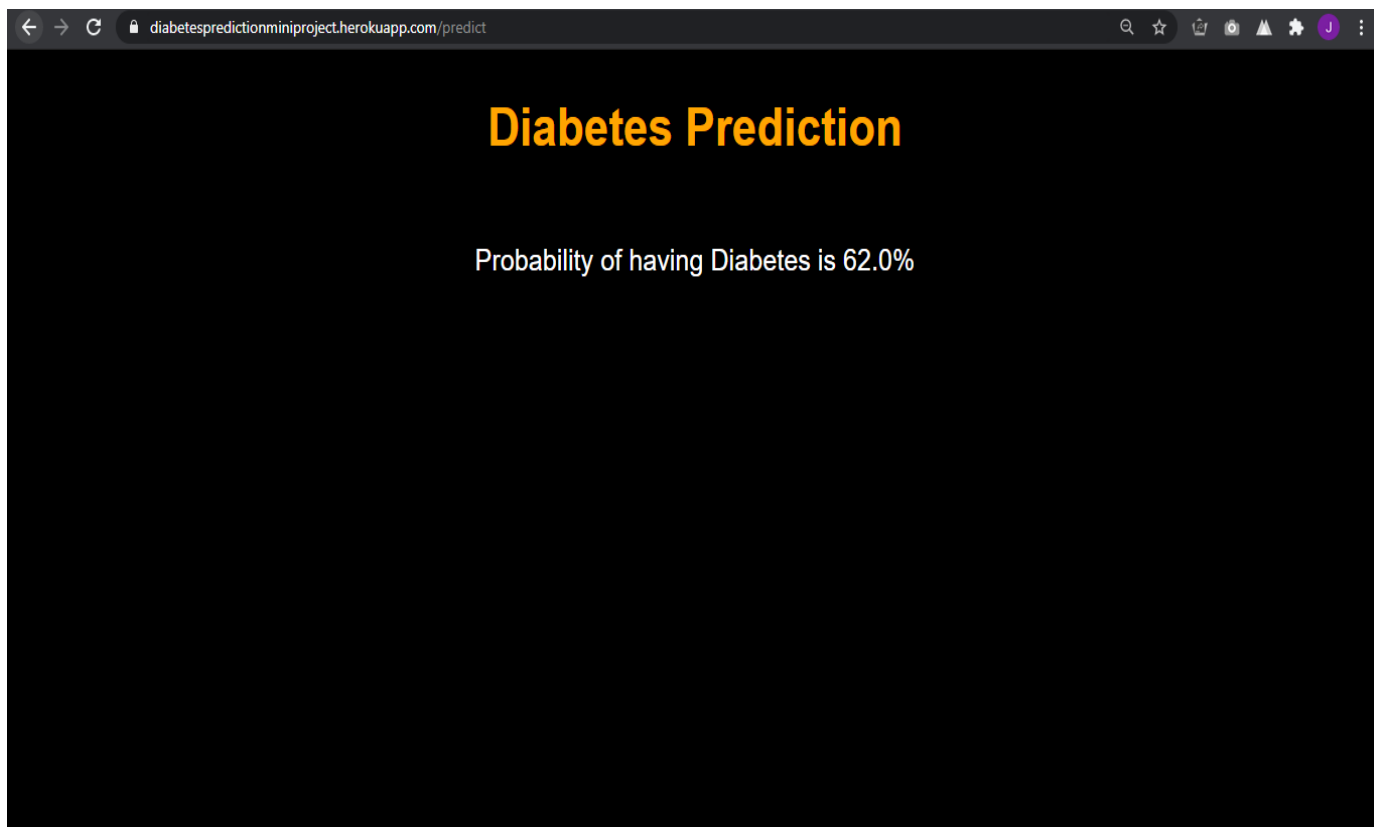 diabetespredictionminiproject.herokuapp.com/predict
J
Diabetes Prediction
Probability of having Diabetes is 62.0%